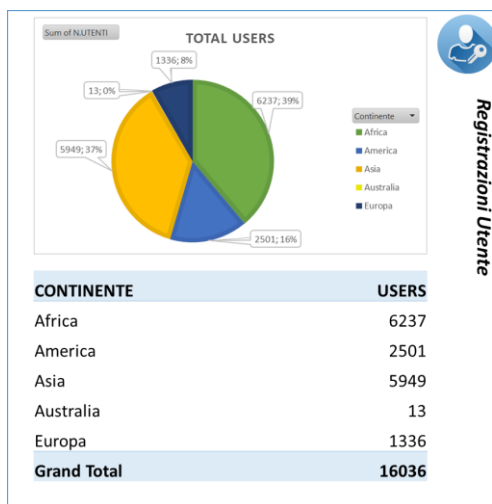 Sum of N.UTENTI
TOTAL USERS
1336; 8%
13; 0%
6237; 39%
5949; 37%
2501; 16%
Continente
Africa
America
Asia
Australia
Europa
Registrazioni Utente
CONTINENTE USERS
Africa 6237
America 2501
Asia 5949
Australia 13
Europa 1336
Grand Total 16036